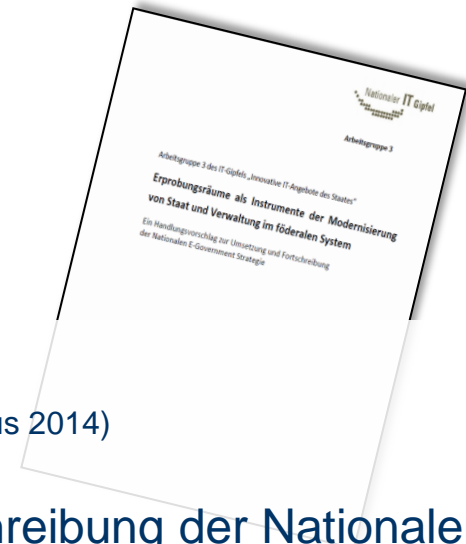 Nationaler IT Gipfel
Arbeitsgruppe 3
Arbeitsgruppe 3 des IT-Gipfels „Innovative IT-Angebote des Staates“
Erprobungsräume als Instrumente der Modernisierung
von Staat und Verwaltung im föderalen System
Ein Handlungsvorschlag zur Umsetzung und Fortschreibung
der Nationalen E-Government Strategie
us 2014)
reibung der Nationale